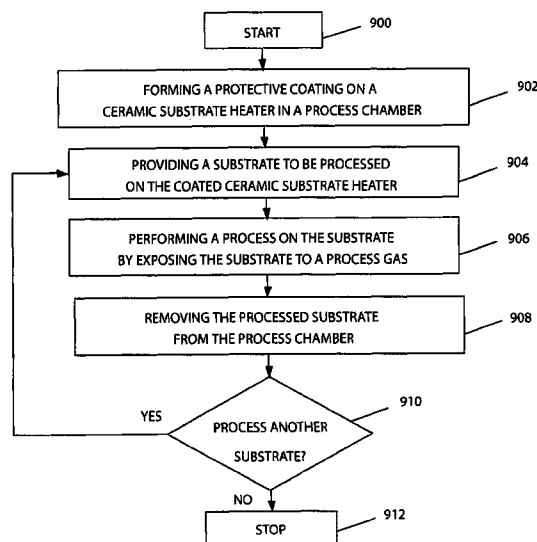 START
900
FORMING A PROTECTIVE COATING ON A
CERAMIC SUBSTRATE HEATER IN A PROCESS CHAMBER
902
PROVIDING A SUBSTRATE TO BE PROCESSED
ON THE COATED CERAMIC SUBSTRATE HEATER
904
PERFORMING A PROCESS ON THE SUBSTRATE
BY EXPOSING THE SUBSTRATE TO A PROCESS GAS
906
REMOVING THE PROCESSED SUBSTRATE
FROM THE PROCESS CHAMBER
908
YES
910
PROCESS ANOTHER
SUBSTRATE?
NO
STOP
912